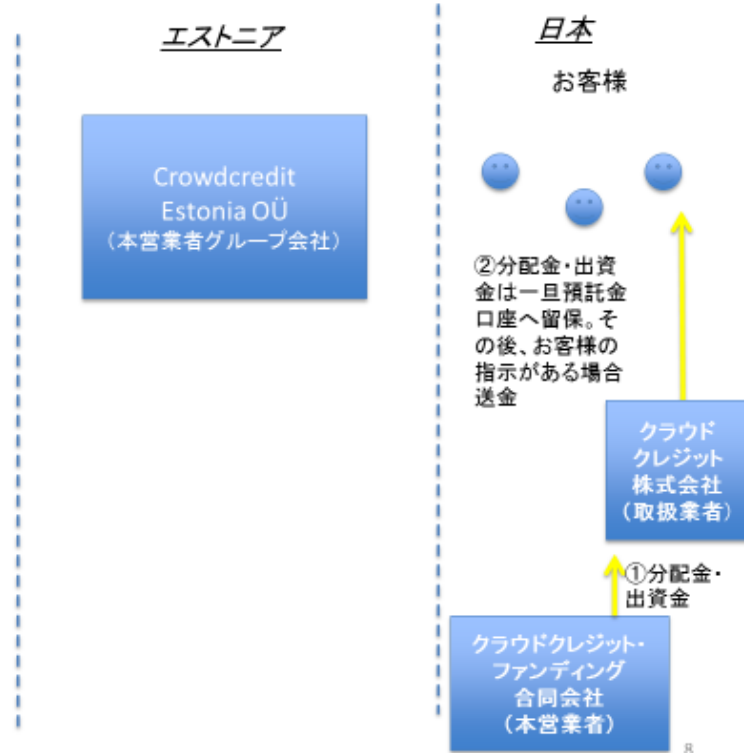 エストニア
日本
お客様
Crowdcredit
Estonia OÜ
（本営業者グループ会社）
②分配金・出資
金は一旦預託金
口座へ留保。そ
の後、お客様の
指示がある場合
送金
クラウド
クレジット
株式会社
（取扱業者）
①分配金・
出資金
クラウドクレジット・
ファンディング
合同会社
（本営業者）